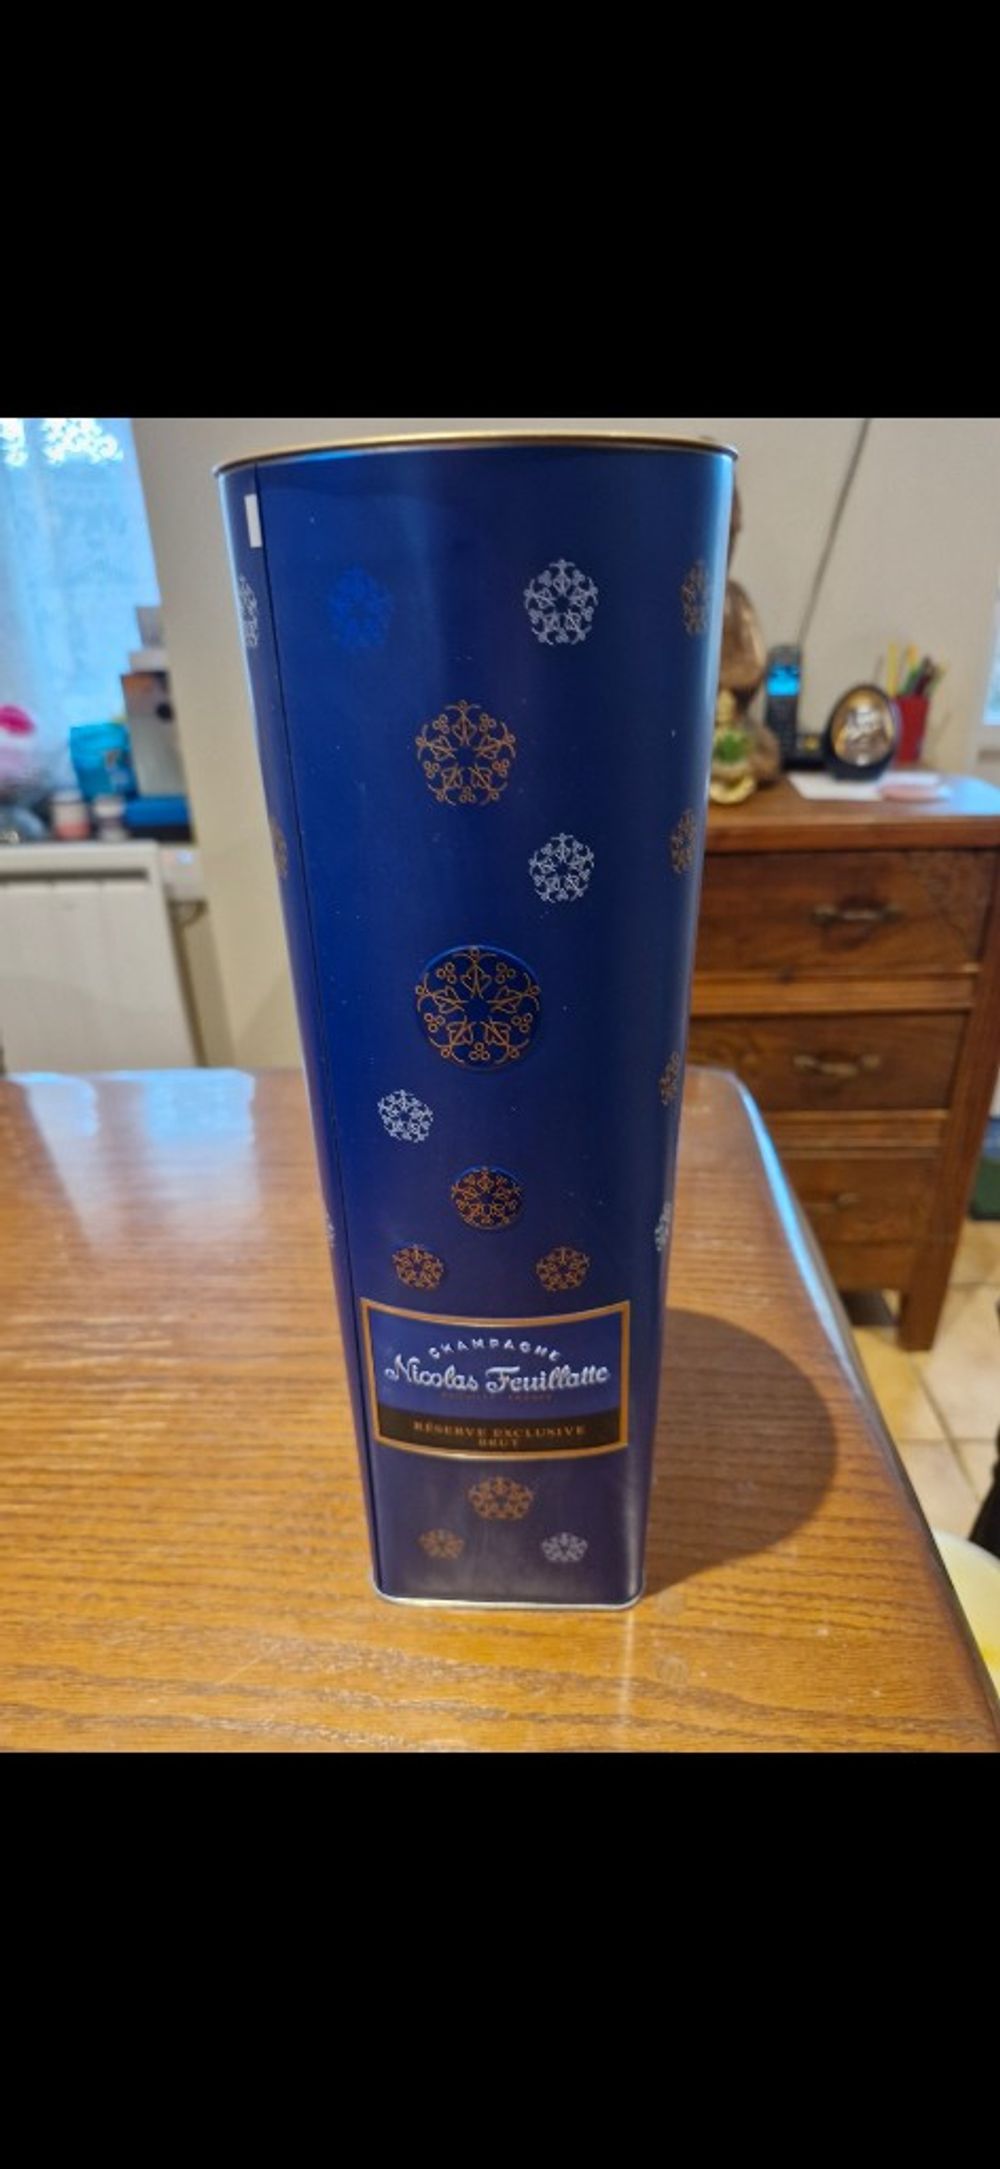 CHAMPAGNE
Nicolas Feuillatte
RÉSERVE EXCLUSIVE
BRUT